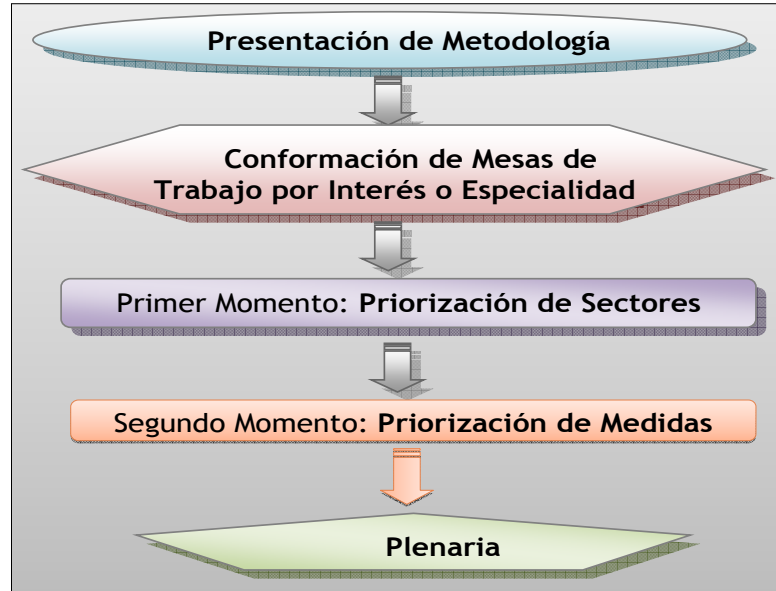 Presentación de Metodología
Conformación de Mesas de
Trabajo por Interés o Especialidad
Primer Momento: Priorización de Sectores
Segundo Momento: Priorización de Medidas
Plenaria